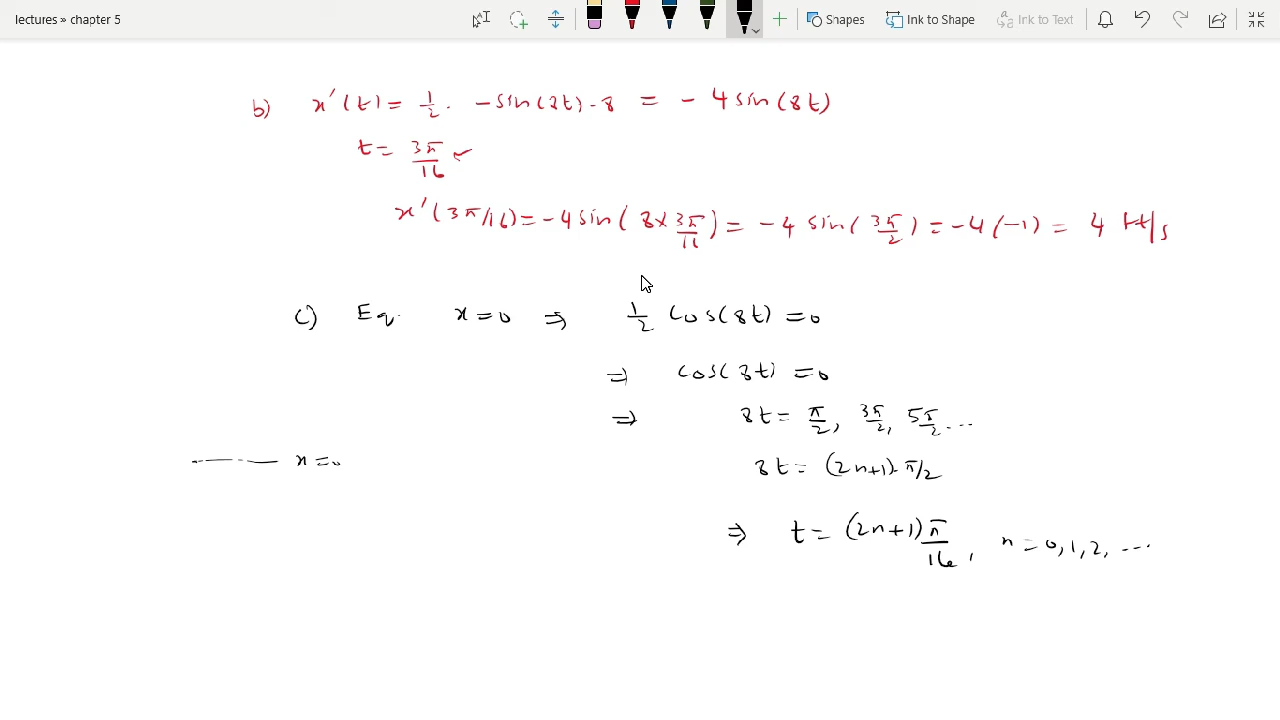 lectures » chapter 5
Shapes Ink to Shape Ink to Text
b) x'(t) = 1/2 · -sin(8t) · 8 = -4 sin(8t)
t = 3π/16 ✓
x'(3π/16) = -4 sin(8 × 3π/16) = -4 sin(3π/2) = -4(-1) = 4 ft/s
c) Eq. x=0 ⇒ 1/2 cos(8t) = 0
⇒ cos(8t) = 0
⇒ 8t = π/2, 3π/2, 5π/2 ...
x=0 8t = (2n+1)·π/2
⇒ t = (2n+1)π/16, n = 0,1,2, ...